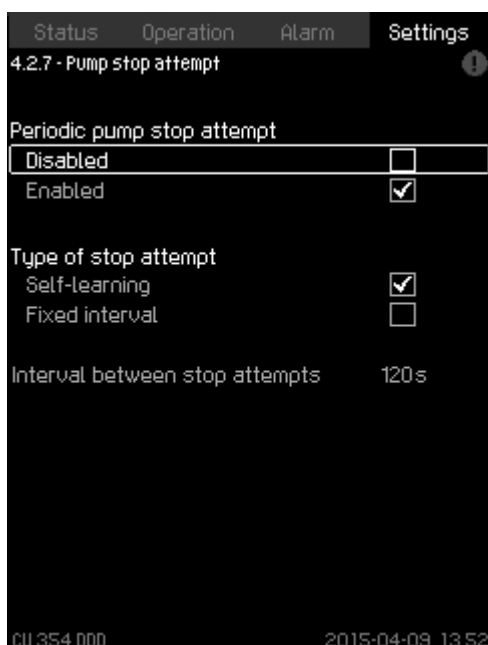 Status Operation Alarm Settings
4.2.7 - Pump stop attempt
Periodic pump stop attempt
Disabled
Enabled
Type of stop attempt
Self-learning
Fixed interval
Interval between stop attempts 120s
CU 354 DDD 2015-04-09 13:52